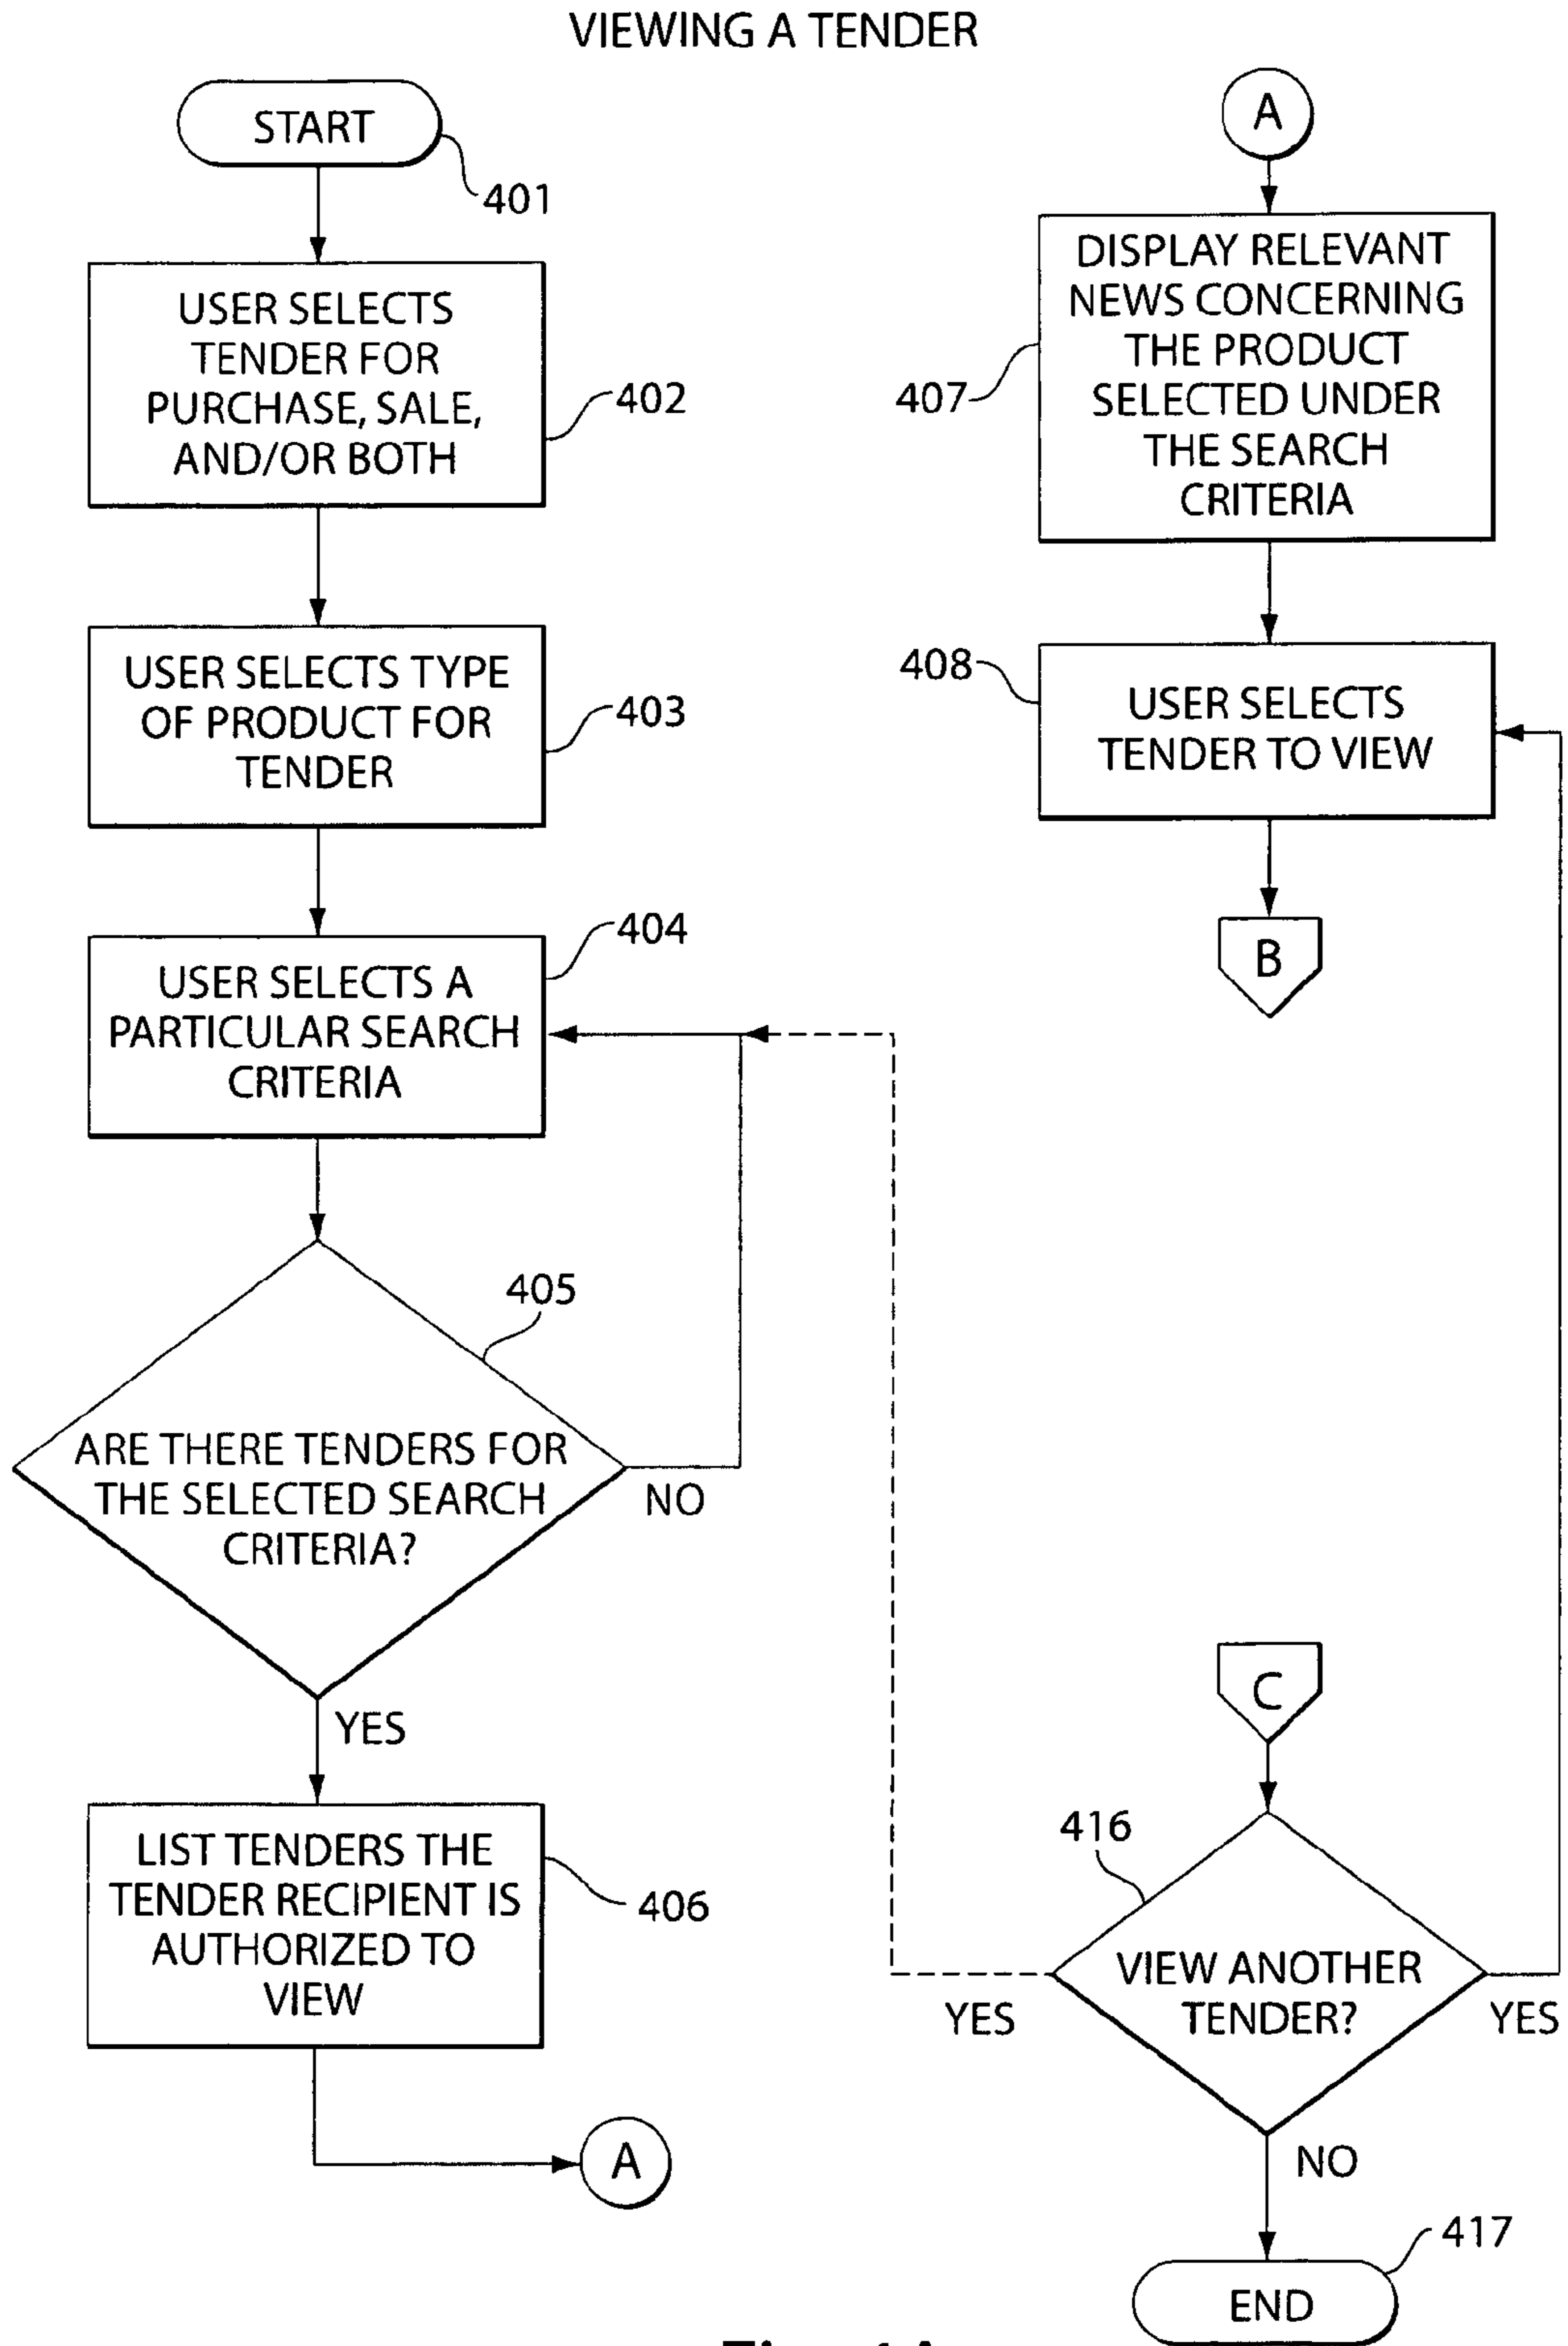 VIEWING A TENDER
START
401
USER SELECTS
TENDER FOR
PURCHASE, SALE,
AND/OR BOTH
402
USER SELECTS TYPE
OF PRODUCT FOR
TENDER
403
404
USER SELECTS A
PARTICULAR SEARCH
CRITERIA
405
ARE THERE TENDERS FOR
THE SELECTED SEARCH
CRITERIA?
NO
YES
LIST TENDERS THE
TENDER RECIPIENT IS
AUTHORIZED TO
VIEW
406
A
A
DISPLAY RELEVANT
NEWS CONCERNING
THE PRODUCT
SELECTED UNDER
THE SEARCH
CRITERIA
407
408
USER SELECTS
TENDER TO VIEW
B
C
416
VIEW ANOTHER
TENDER?
YES
YES
NO
417
END